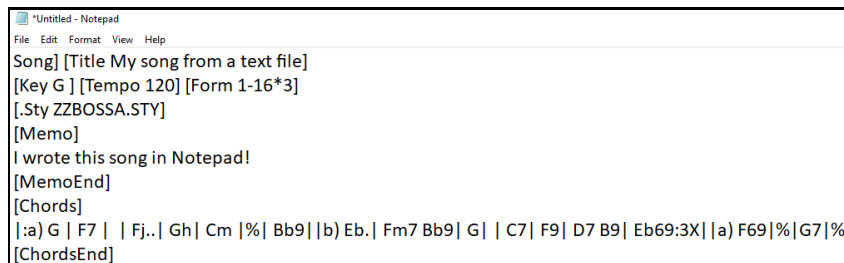 *Untitled - Notepad
File Edit Format View Help
Song] [Title My song from a text file]
[Key G ] [Tempo 120] [Form 1-16*3]
[.Sty ZZBOSSA.STY]
[Memo]
I wrote this song in Notepad!
[MemoEnd]
[Chords]
|:a) G | F7 | | Fj..| Gh| Cm |%| Bb9||b) Eb.| Fm7 Bb9| G| | C7| F9| D7 B9| Eb69:3X||a) F69|%|G7|%
[ChordsEnd]